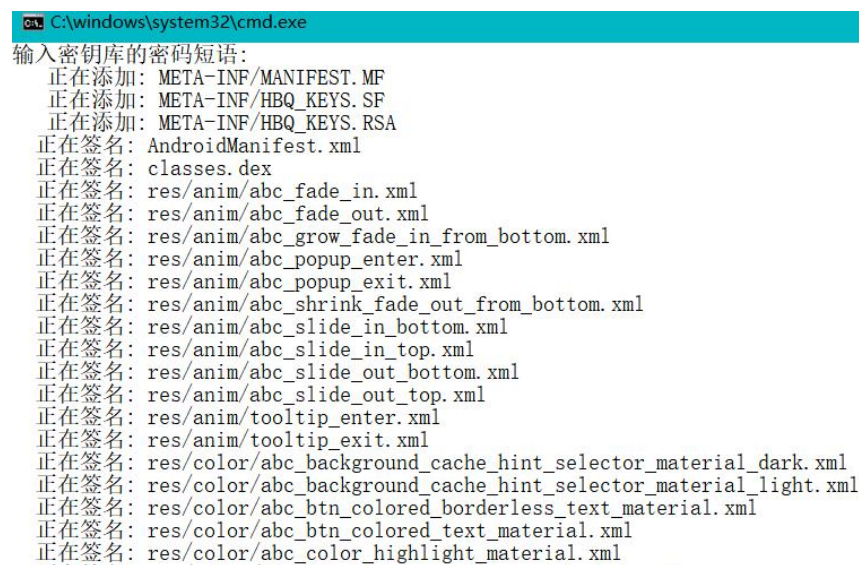 C:\windows\system32\cmd.exe
输入密钥库的密码短语:
正在添加: META-INF/MANIFEST.MF
正在添加: META-INF/HBQ_KEYS.SF
正在添加: META-INF/HBQ_KEYS.RSA
正在签名: AndroidManifest.xml
正在签名: classes.dex
正在签名: res/anim/abc_fade_in.xml
正在签名: res/anim/abc_fade_out.xml
正在签名: res/anim/abc_grow_fade_in_from_bottom.xml
正在签名: res/anim/abc_popup_enter.xml
正在签名: res/anim/abc_popup_exit.xml
正在签名: res/anim/abc_shrink_fade_out_from_bottom.xml
正在签名: res/anim/abc_slide_in_bottom.xml
正在签名: res/anim/abc_slide_in_top.xml
正在签名: res/anim/abc_slide_out_bottom.xml
正在签名: res/anim/abc_slide_out_top.xml
正在签名: res/anim/tooltip_enter.xml
正在签名: res/anim/tooltip_exit.xml
正在签名: res/color/abc_background_cache_hint_selector_material_dark.xml
正在签名: res/color/abc_background_cache_hint_selector_material_light.xml
正在签名: res/color/abc_btn_colored_borderless_text_material.xml
正在签名: res/color/abc_btn_colored_text_material.xml
正在签名: res/color/abc_color_highlight_material.xml